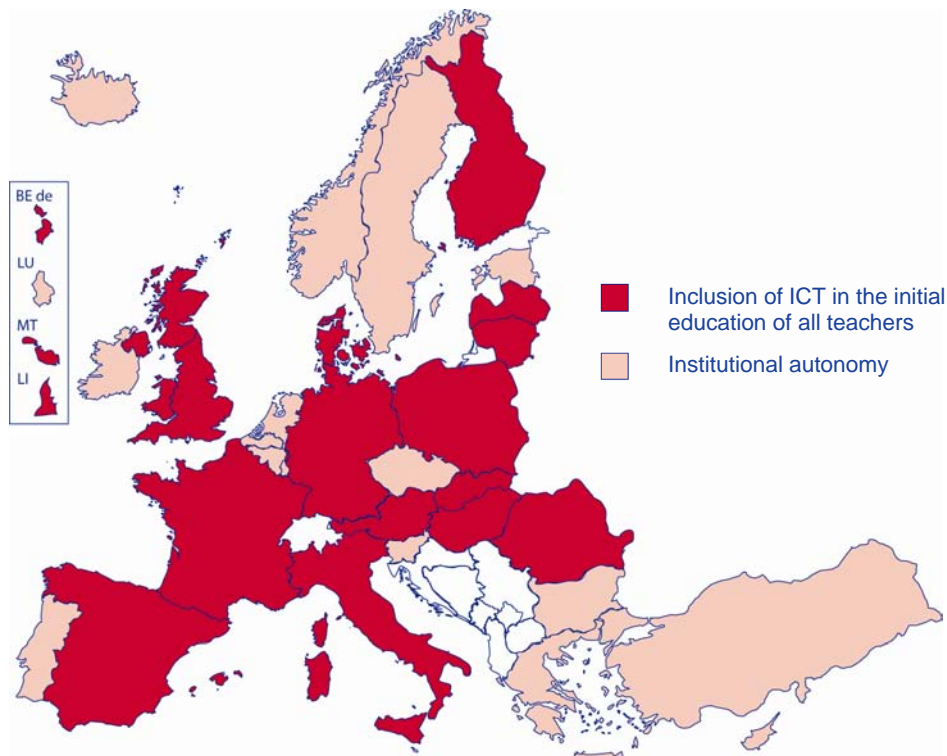 BE de
LU
MT
LI
Inclusion of ICT in the initial
education of all teachers
Institutional autonomy